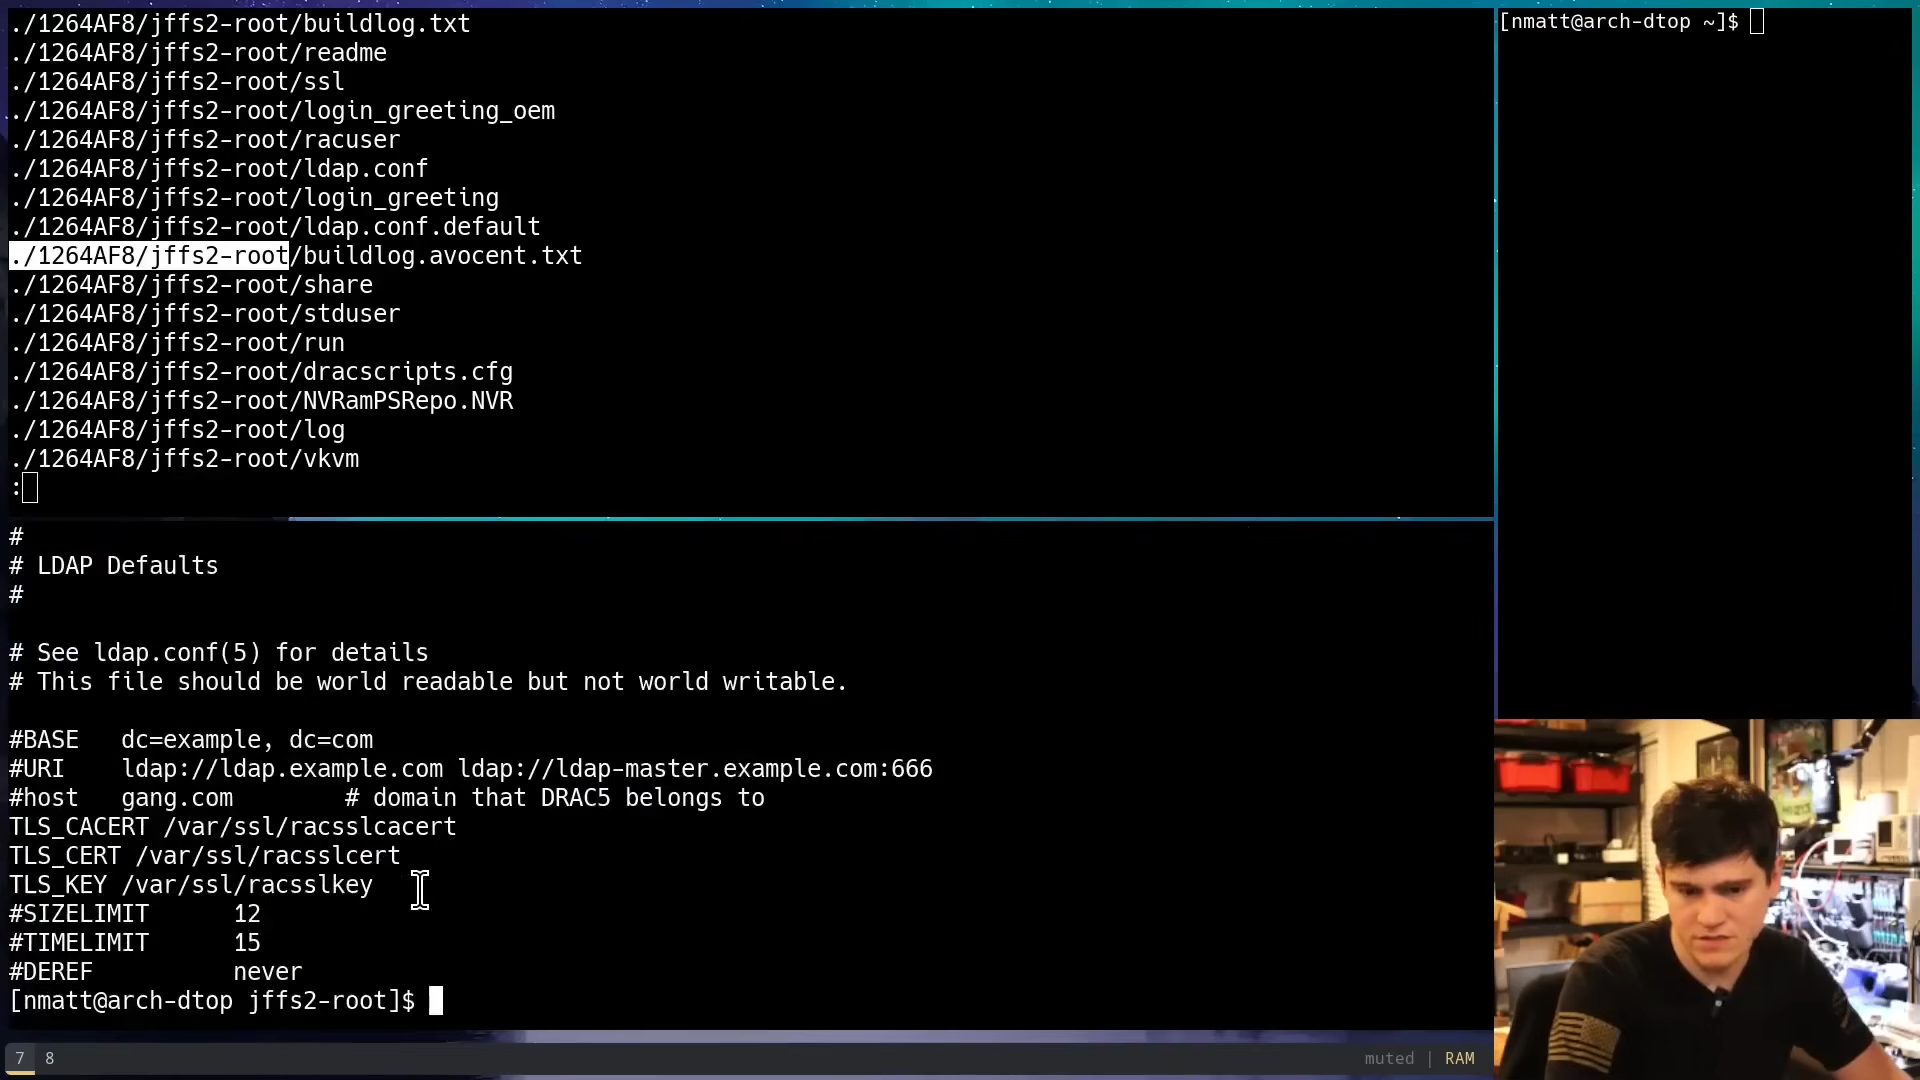 ./1264AF8/jffs2-root/buildlog.txt
./1264AF8/jffs2-root/readme
./1264AF8/jffs2-root/ssl
./1264AF8/jffs2-root/login_greeting_oem
./1264AF8/jffs2-root/racuser
./1264AF8/jffs2-root/ldap.conf
./1264AF8/jffs2-root/login_greeting
./1264AF8/jffs2-root/ldap.conf.default
./1264AF8/jffs2-root/buildlog.avocent.txt
./1264AF8/jffs2-root/share
./1264AF8/jffs2-root/stduser
./1264AF8/jffs2-root/run
./1264AF8/jffs2-root/dracscripts.cfg
./1264AF8/jffs2-root/NVRamPSRepo.NVR
./1264AF8/jffs2-root/log
./1264AF8/jffs2-root/vkvm
:
[nmatt@arch-dtop ~]$
#
# LDAP Defaults
#
# See ldap.conf(5) for details
# This file should be world readable but not world writable.
#BASE   dc=example, dc=com
#URI    ldap://ldap.example.com ldap://ldap-master.example.com:666
#host   gang.com        # domain that DRAC5 belongs to
TLS_CACERT /var/ssl/racsslcacert
TLS_CERT /var/ssl/racsslcert
TLS_KEY /var/ssl/racsslkey
#SIZELIMIT      12
#TIMELIMIT      15
#DEREF          never
[nmatt@arch-dtop jffs2-root]$
7 8
muted | RAM